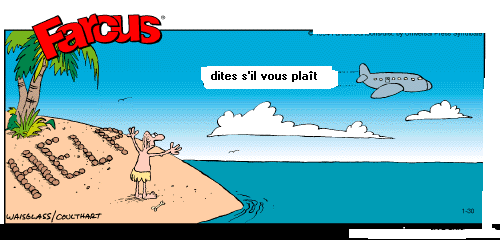 Farcus®
dites s'il vous plaît
HELP
WAISGLASS/COULTHART
1-30